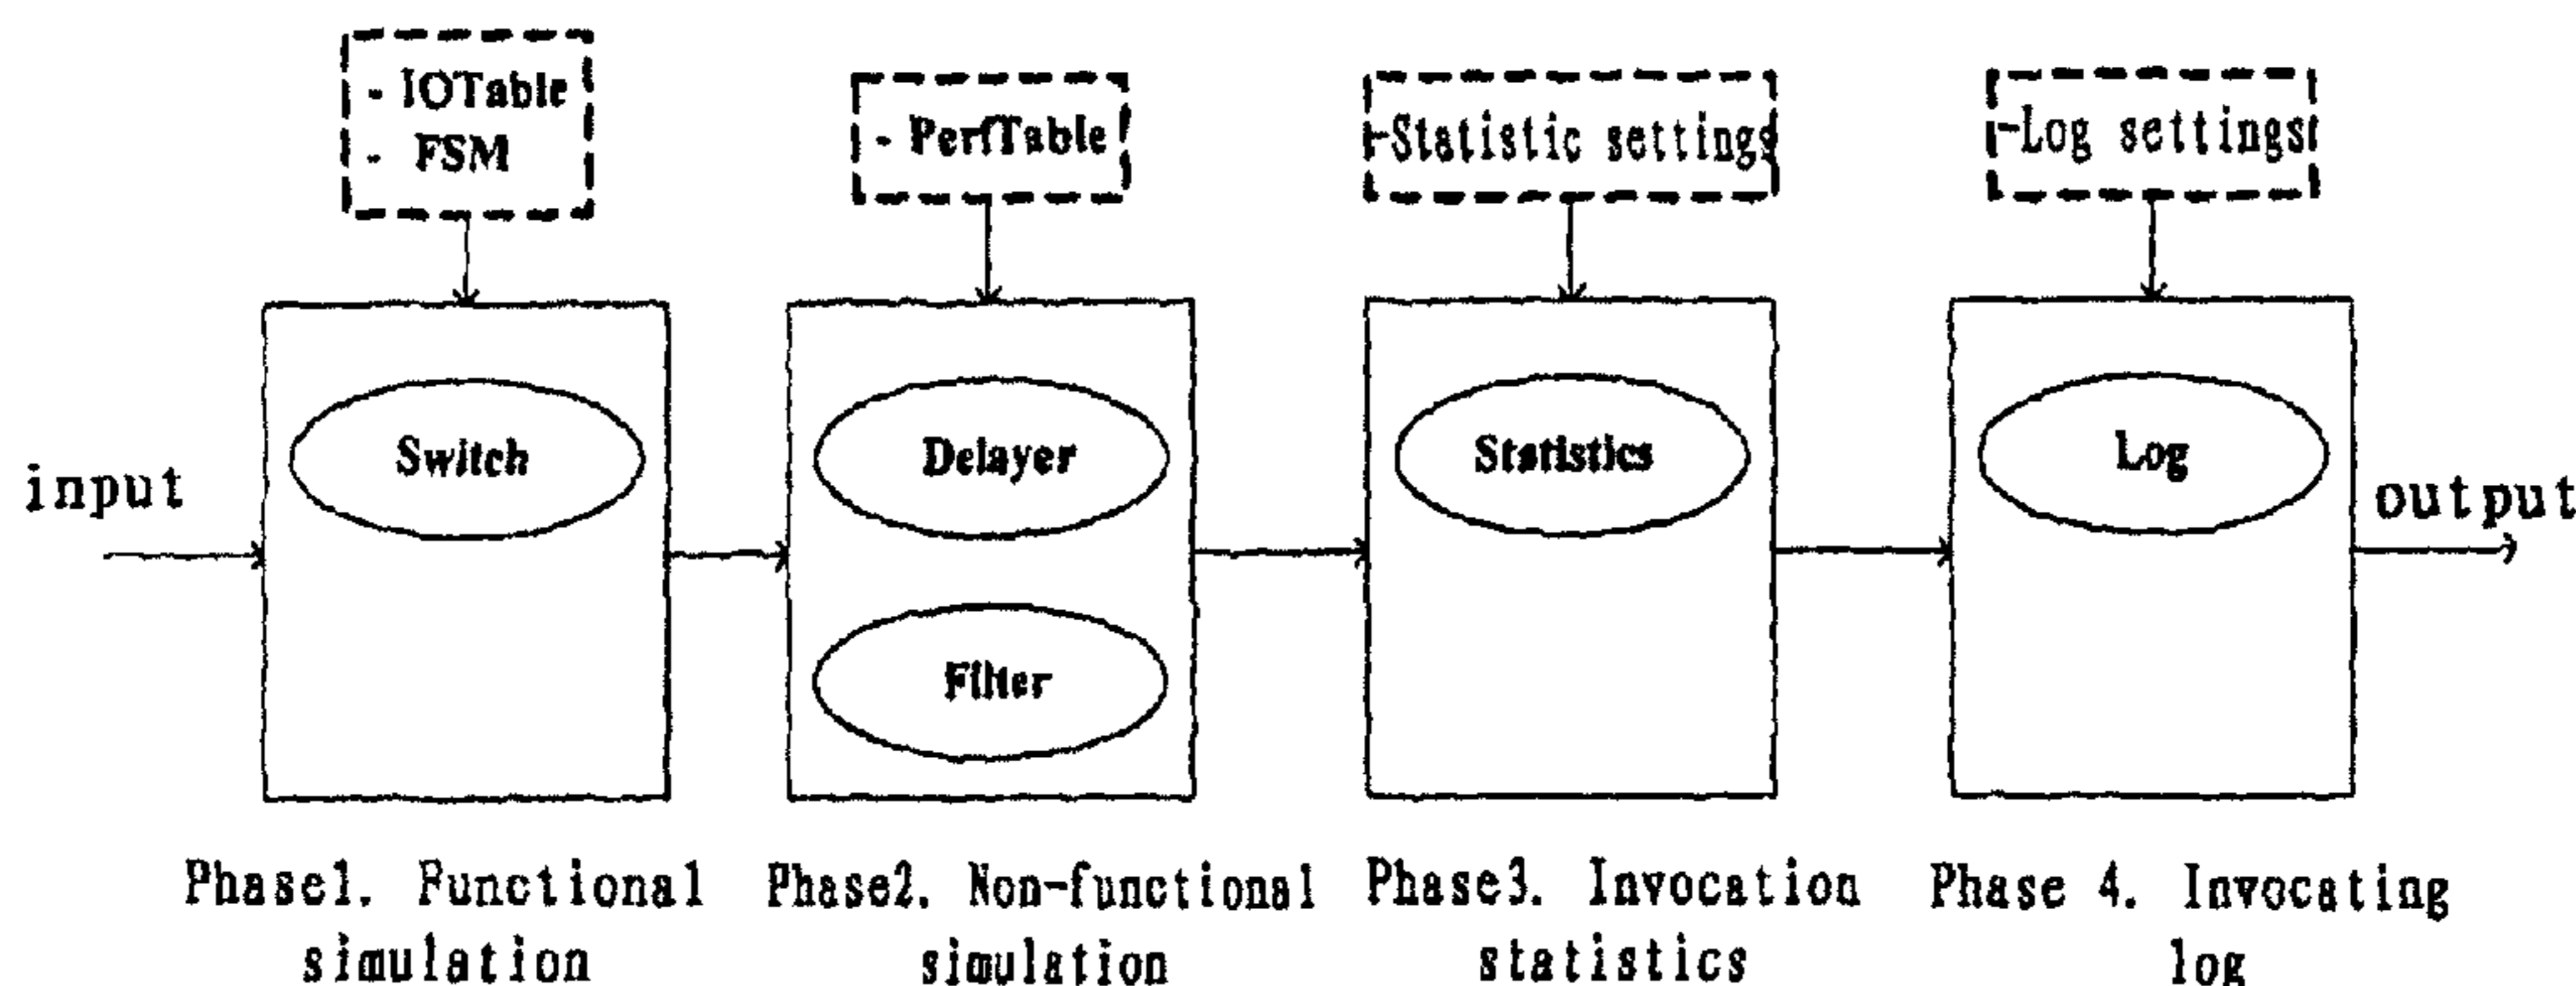 - IOTable
- FSM
- PerfTable
-Statistic settings
-Log settings
Switch
Delayer
Statistics
Log
input
output
Filter
Phase1. Functional
simulation
Phase2. Non-functional
simulation
Phase3. Invocation
statistics
Phase 4. Invocating
log